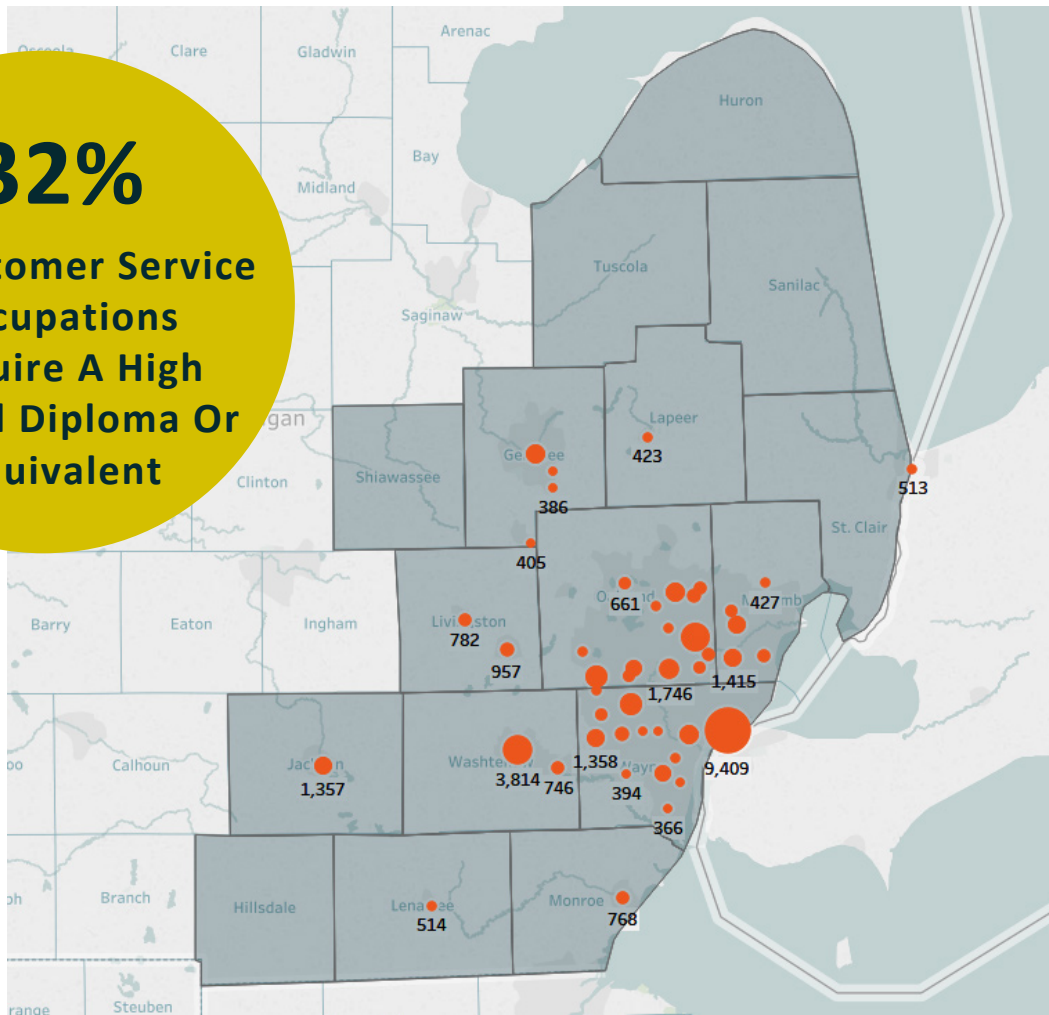 Arenac
Clare
Gladwin
Huron
32%
Bay
Midland
tomer Service
Tuscola
Sanilac
cupations
Saginaw
uire A High
Lapeer
gan
l Diploma Or
423
Clinton
Shiawassee
uivalent
513
386
St. Clair
405
661
427
Barry
Eaton
Ingham
782
957
1,746
1,415
Calhoun
1,358
9,409
3,814
746
394
1,357
366
Branch
Hillsdale
Monroe
514
768
Steuben
range